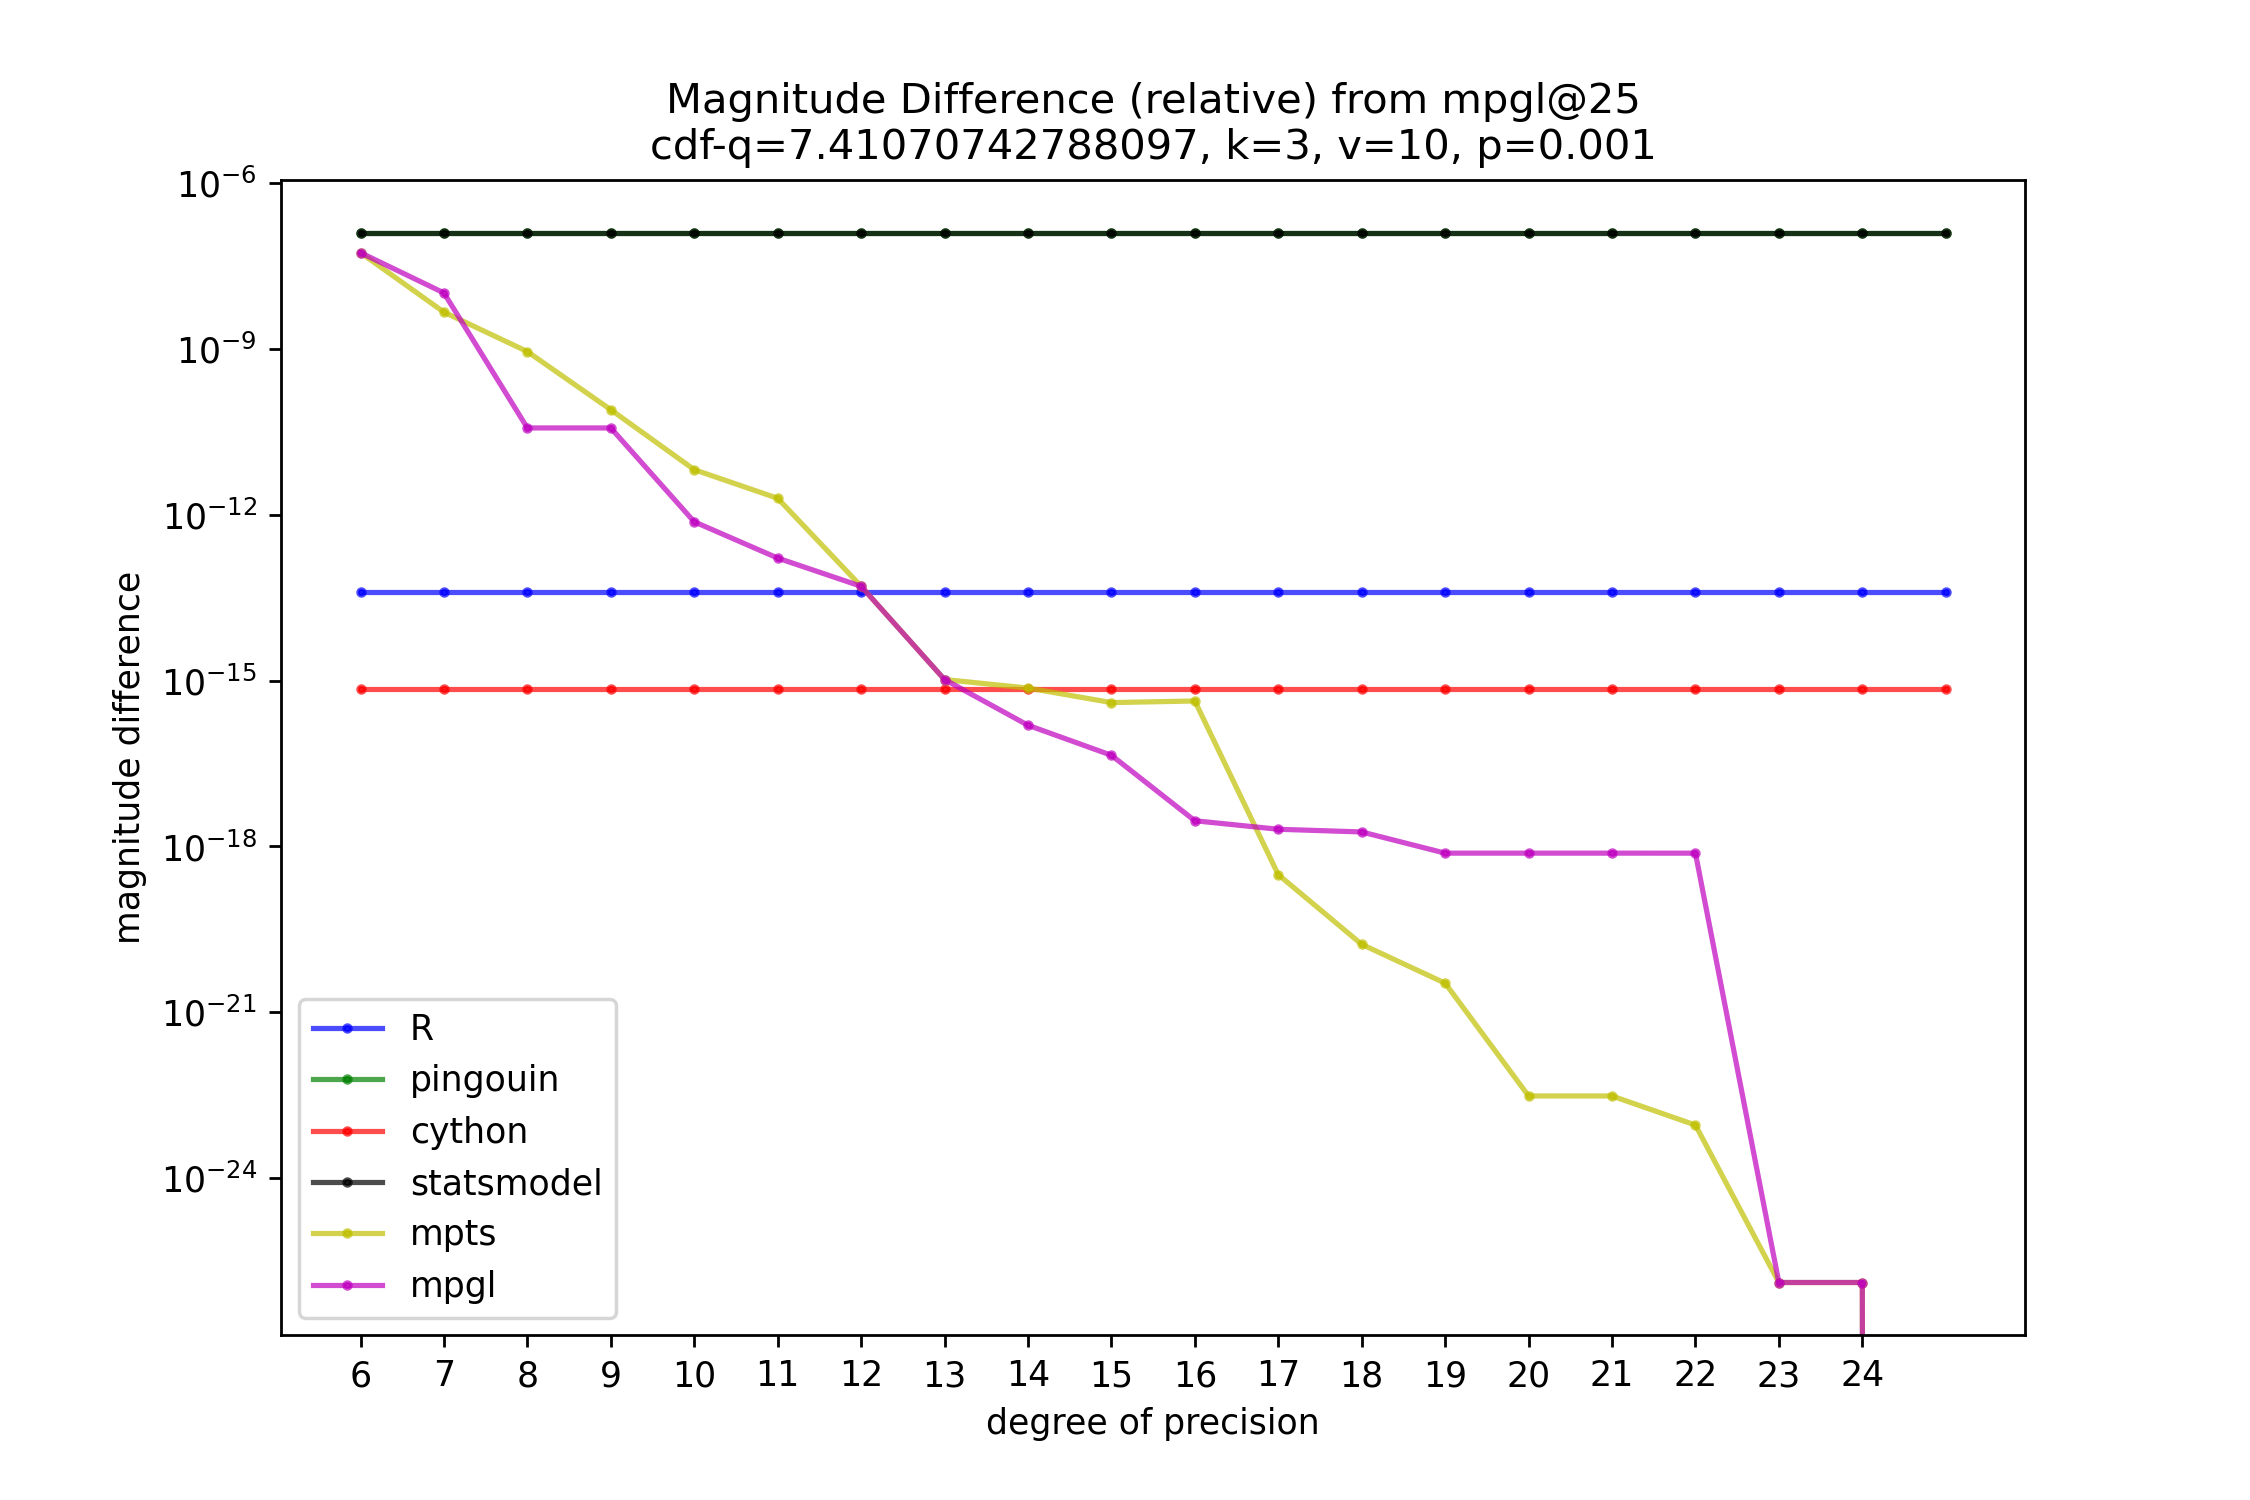 Magnitude Difference (relative) from mpgl@25
cdf-q=7.41070742788097, k=3, v=10, p=0.001
magnitude difference
10⁻⁶
10⁻⁹
10⁻¹²
10⁻¹⁵
10⁻¹⁸
10⁻²¹
10⁻²⁴
R
pingouin
cython
statsmodel
mpts
mpgl
6 7 8 9 10 11 12 13 14 15 16 17 18 19 20 21 22 23 24
degree of precision